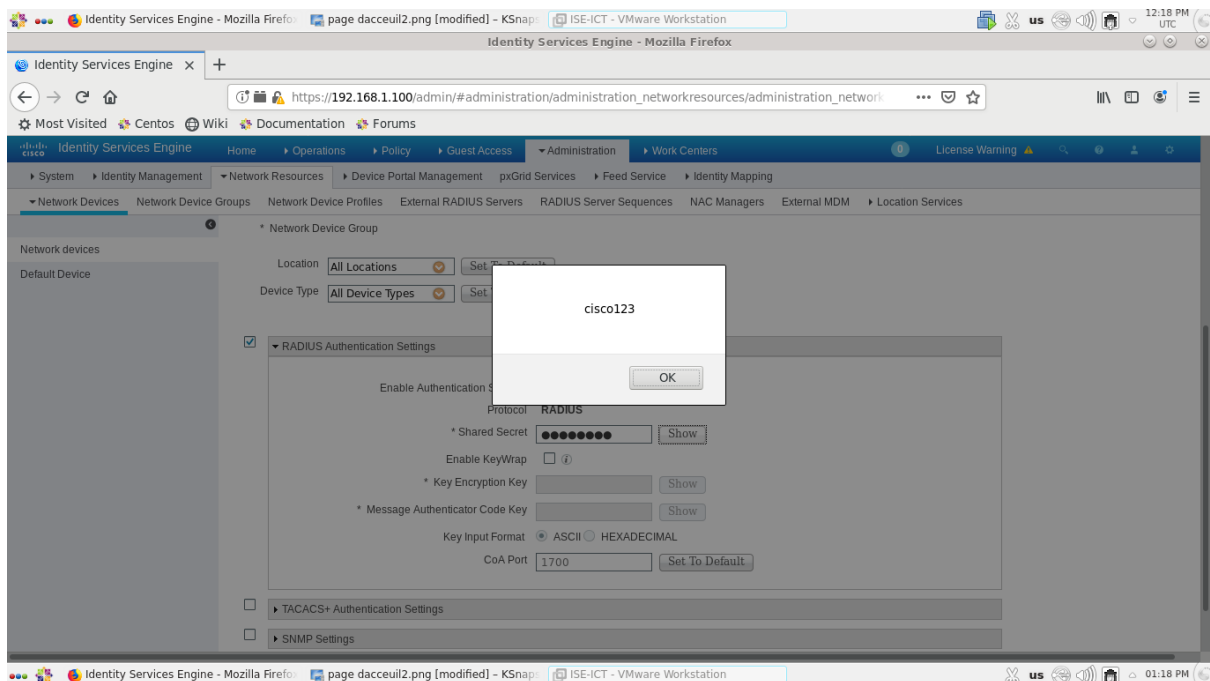 Identity Services Engine - Mozilla Firefo page dacceuil2.png [modified] – KSnap ISE-ICT - VMware Workstation us 12:18 PM
UTC
Identity Services Engine - Mozilla Firefox
Identity Services Engine × +
https://192.168.1.100/admin/#administration/administration_networkresources/administration_network
Most Visited Centos Wiki Documentation Forums
cisco Identity Services Engine Home Operations Policy Guest Access Administration Work Centers 0 License Warning
System Identity Management Network Resources Device Portal Management pxGrid Services Feed Service Identity Mapping
Network Devices Network Device Groups Network Device Profiles External RADIUS Servers RADIUS Server Sequences NAC Managers External MDM Location Services
* Network Device Group
Network devices
Default Device
Location All Locations Set To Default
Device Type All Device Types Set
cisco123
OK
RADIUS Authentication Settings
Enable Authentication S
Protocol RADIUS
* Shared Secret ●●●●●●●● Show
Enable KeyWrap
* Key Encryption Key Show
* Message Authenticator Code Key Show
Key Input Format ASCII HEXADECIMAL
CoA Port 1700 Set To Default
TACACS+ Authentication Settings
SNMP Settings
Identity Services Engine - Mozilla Firefo page dacceuil2.png [modified] – KSnap ISE-ICT - VMware Workstation us 01:18 PM